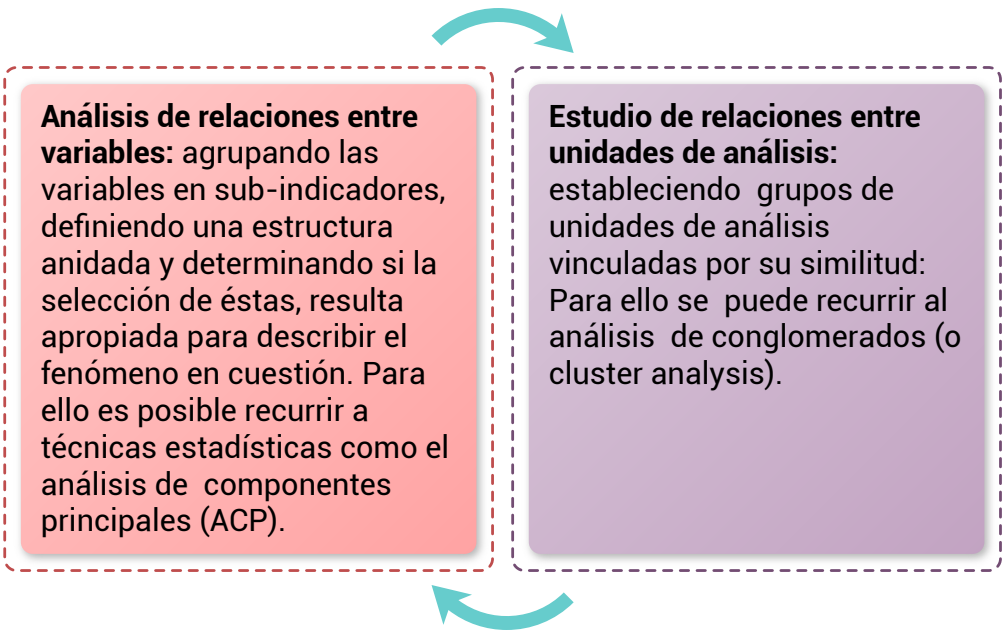 Análisis de relaciones entre
variables: agrupando las
variables en sub-indicadores,
definiendo una estructura
anidada y determinando si la
selección de éstas, resulta
apropiada para describir el
fenómeno en cuestión. Para
ello es posible recurrir a
técnicas estadísticas como el
análisis de componentes
principales (ACP).
Estudio de relaciones entre
unidades de análisis:
estableciendo grupos de
unidades de análisis
vinculadas por su similitud:
Para ello se puede recurrir al
análisis de conglomerados (o
cluster analysis).